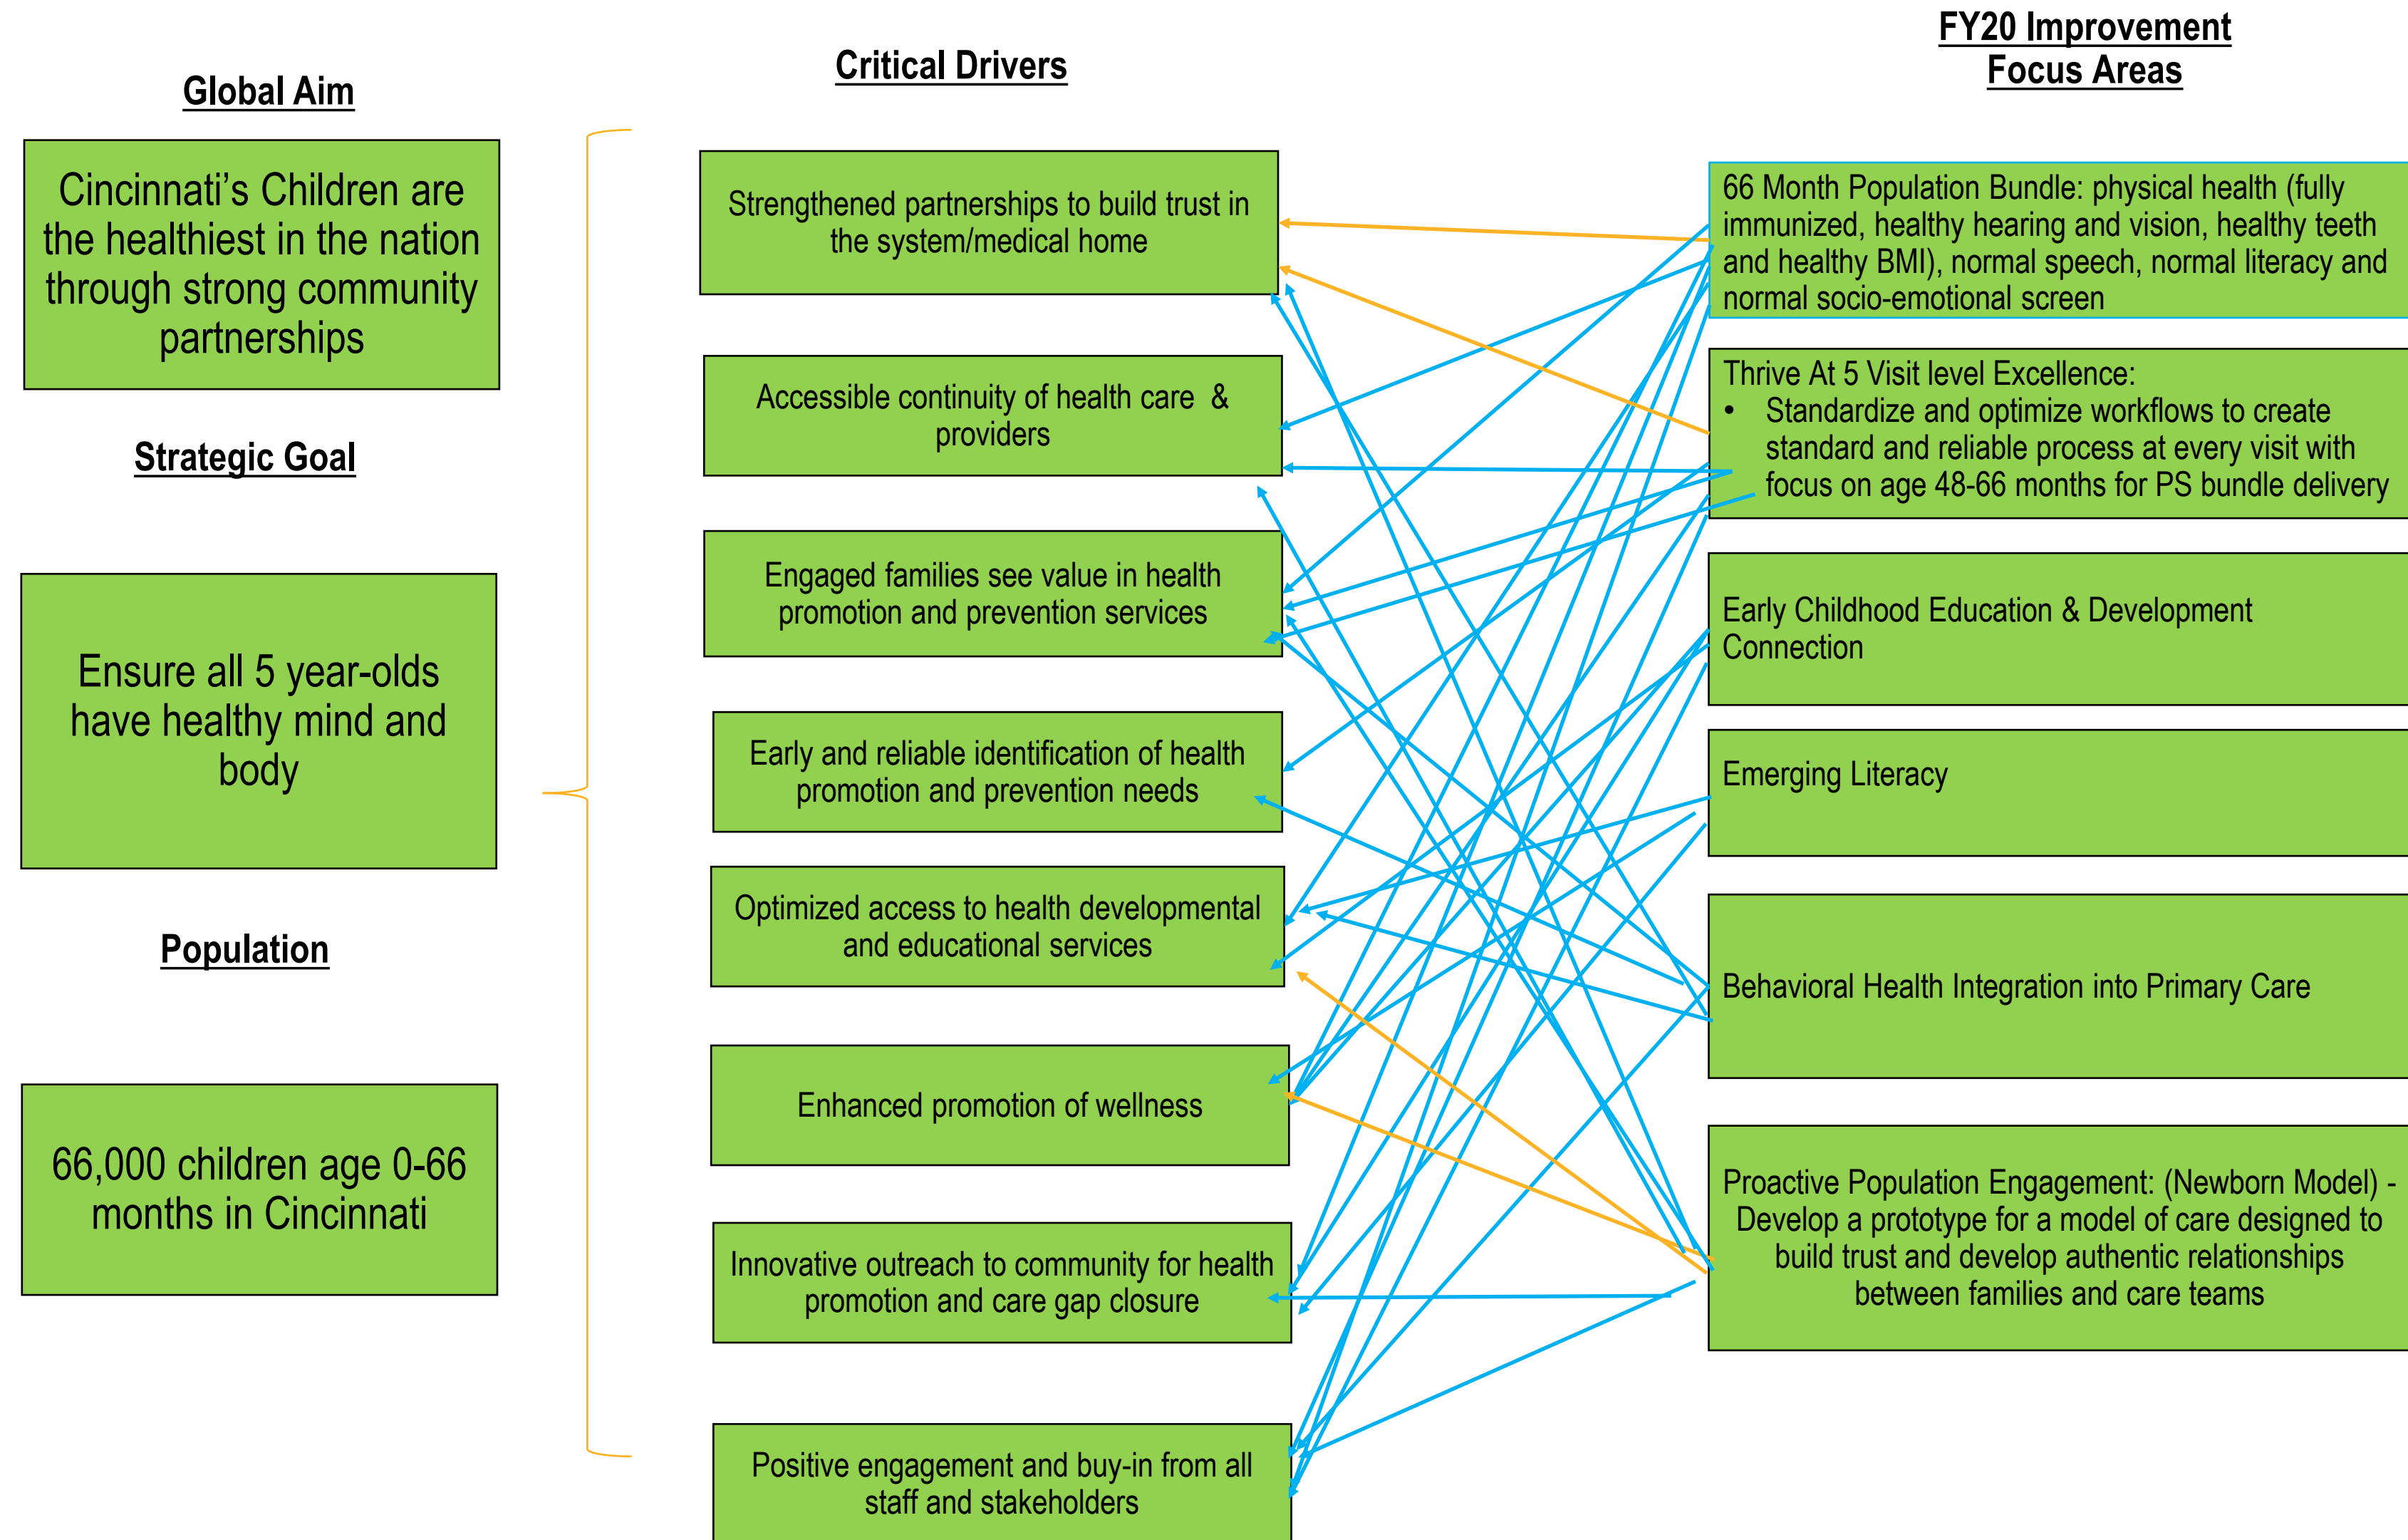 Global Aim
Cincinnati’s Children are
the healthiest in the nation
through strong community
partnerships
Strategic Goal
Ensure all 5 year-olds
have healthy mind and
body
Population
66,000 children age 0-66
months in Cincinnati
Critical Drivers
Strengthened partnerships to build trust in
the system/medical home
Accessible continuity of health care &
providers
Engaged families see value in health
promotion and prevention services
Early and reliable identification of health
promotion and prevention needs
Optimized access to health developmental
and educational services
Enhanced promotion of wellness
Innovative outreach to community for health
promotion and care gap closure
Positive engagement and buy-in from all
staff and stakeholders
FY20 Improvement
Focus Areas
66 Month Population Bundle: physical health (fully
immunized, healthy hearing and vision, healthy teeth
and healthy BMI), normal speech, normal literacy and
normal socio-emotional screen
Thrive At 5 Visit level Excellence:
• Standardize and optimize workflows to create
standard and reliable process at every visit with
focus on age 48-66 months for PS bundle delivery
Early Childhood Education & Development
Connection
Emerging Literacy
Behavioral Health Integration into Primary Care
Proactive Population Engagement: (Newborn Model) -
Develop a prototype for a model of care designed to
build trust and develop authentic relationships
between families and care teams